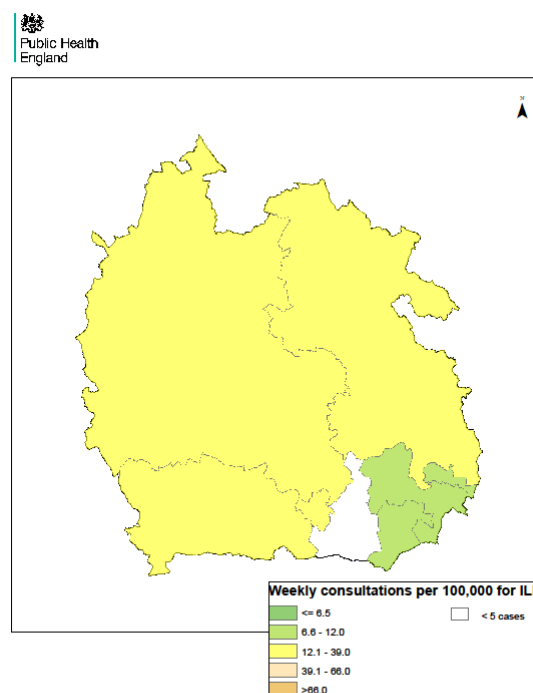 Public Health
England
N
Weekly consultations per 100,000 for IL
<= 6.5
< 5 cases
6.6 - 12.0
12.1 - 39.0
39.1 - 66.0
>66.0